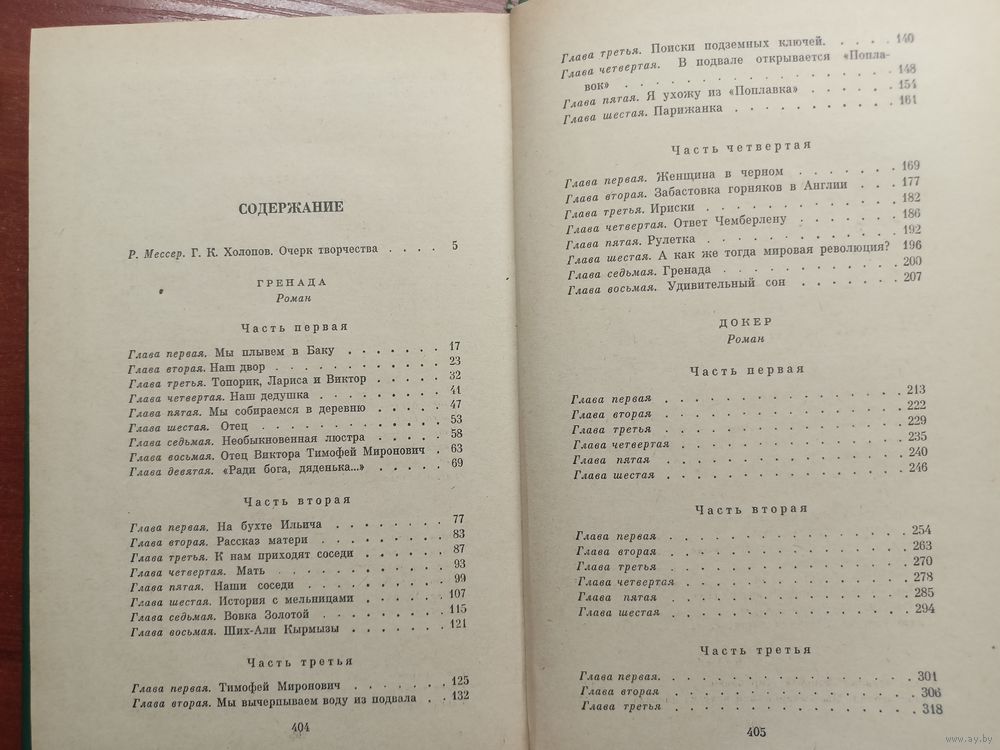 СОДЕРЖАНИЕ
Р. Мессер. Г. К. Холопов. Очерк творчества . . . . 5
ГРЕНАДА
Роман
Часть первая
Глава первая. Мы плывем в Баку . . . . . . . 17
Глава вторая. Наш двор . . . . . . . . . . . 23
Глава третья. Топорик, Лариса и Виктор . . . . . 32
Глава четвертая. Наш дедушка . . . . . . . . . 41
Глава пятая. Мы собираемся в деревню . . . . . . 47
Глава шестая. Отец . . . . . . . . . . . . 53
Глава седьмая. Необыкновенная люстра . . . . . 58
Глава восьмая. Отец Виктора Тимофей Миронович . 63
Глава девятая. «Ради бога, дяденька...» . . . . . . 69
Часть вторая
Глава первая. На бухте Ильича . . . . . . . . 77
Глава вторая. Рассказ матери . . . . . . . . . 83
Глава третья. К нам приходят соседи . . . . . . 87
Глава четвертая. Мать . . . . . . . . . . . 93
Глава пятая. Наши соседи . . . . . . . . . . 99
Глава шестая. История с мельницами . . . . . . 107
Глава седьмая. Вовка Золотой . . . . . . . . . 115
Глава восьмая. Ших-Али Кырмызы . . . . . . . 121
Часть третья
Глава первая. Тимофей Миронович . . . . . . . 125
Глава вторая. Мы вычерпываем воду из подвала . . 132
404
Глава третья. Поиски подземных ключей. . . . . 140
Глава четвертая. В подвале открывается «Попла-
вок» . . . . . . . . . . . . . . . 148
Глава пятая. Я ухожу из «Поплавка» . . . . . . 154
Глава шестая. Парижанка . . . . . . . . . . 161
Часть четвертая
Глава первая. Женщина в черном . . . . . . . 169
Глава вторая. Забастовка горняков в Англии . . . 177
Глава третья. Ириски . . . . . . . . . . . 182
Глава четвертая. Ответ Чемберлену . . . . . . 186
Глава пятая. Рулетка . . . . . . . . . . . 192
Глава шестая. А как же тогда мировая революция? 196
Глава седьмая. Гренада . . . . . . . . . . . 200
Глава восьмая. Удивительный сон . . . . . . . 207
ДОКЕР
Роман
Часть первая
Глава первая . . . . . . . . . . . . . . 213
Глава вторая . . . . . . . . . . . . . . 222
Глава третья . . . . . . . . . . . . . . 229
Глава четвертая . . . . . . . . . . . . . 235
Глава пятая . . . . . . . . . . . . . . 240
Глава шестая . . . . . . . . . . . . . . 246
Часть вторая
Глава первая . . . . . . . . . . . . . . 254
Глава вторая . . . . . . . . . . . . . . 263
Глава третья . . . . . . . . . . . . . . 270
Глава четвертая . . . . . . . . . . . . . 278
Глава пятая . . . . . . . . . . . . . . 285
Глава шестая . . . . . . . . . . . . . . 294
Часть третья
Глава первая. . . . . . . . . . . . . . . 301
Глава вторая . . . . . . . . . . . . . . 306
Глава третья . . . . . . . . . . . . . . 318
405
www.ay.by